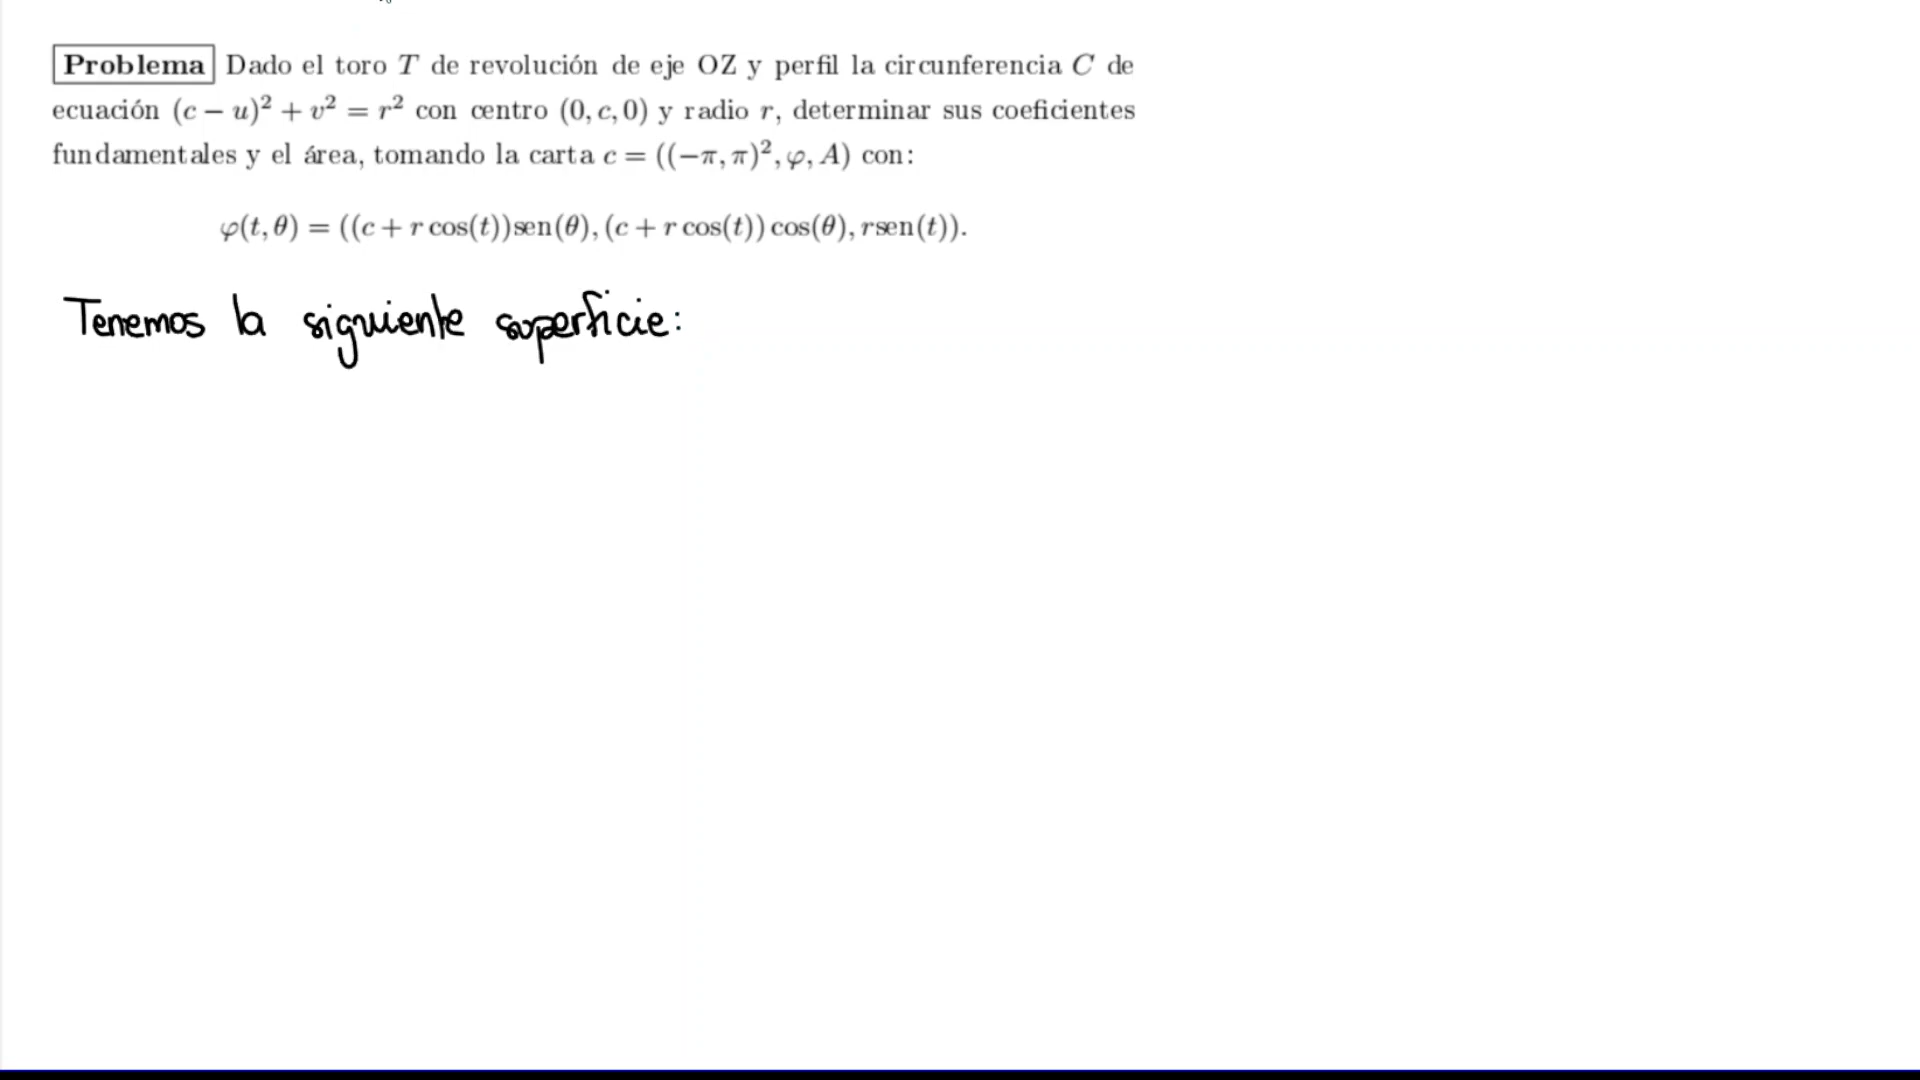 Problema Dado el toro T de revolución de eje OZ y perfil la circunferencia C de
ecuación (c − u)² + v² = r² con centro (0, c, 0) y radio r, determinar sus coeficientes
fundamentales y el área, tomando la carta c = ((−π, π)², φ, A) con:
φ(t, θ) = ((c + r cos(t))sen(θ), (c + r cos(t)) cos(θ), rsen(t)).
Tenemos la siguiente superficie: